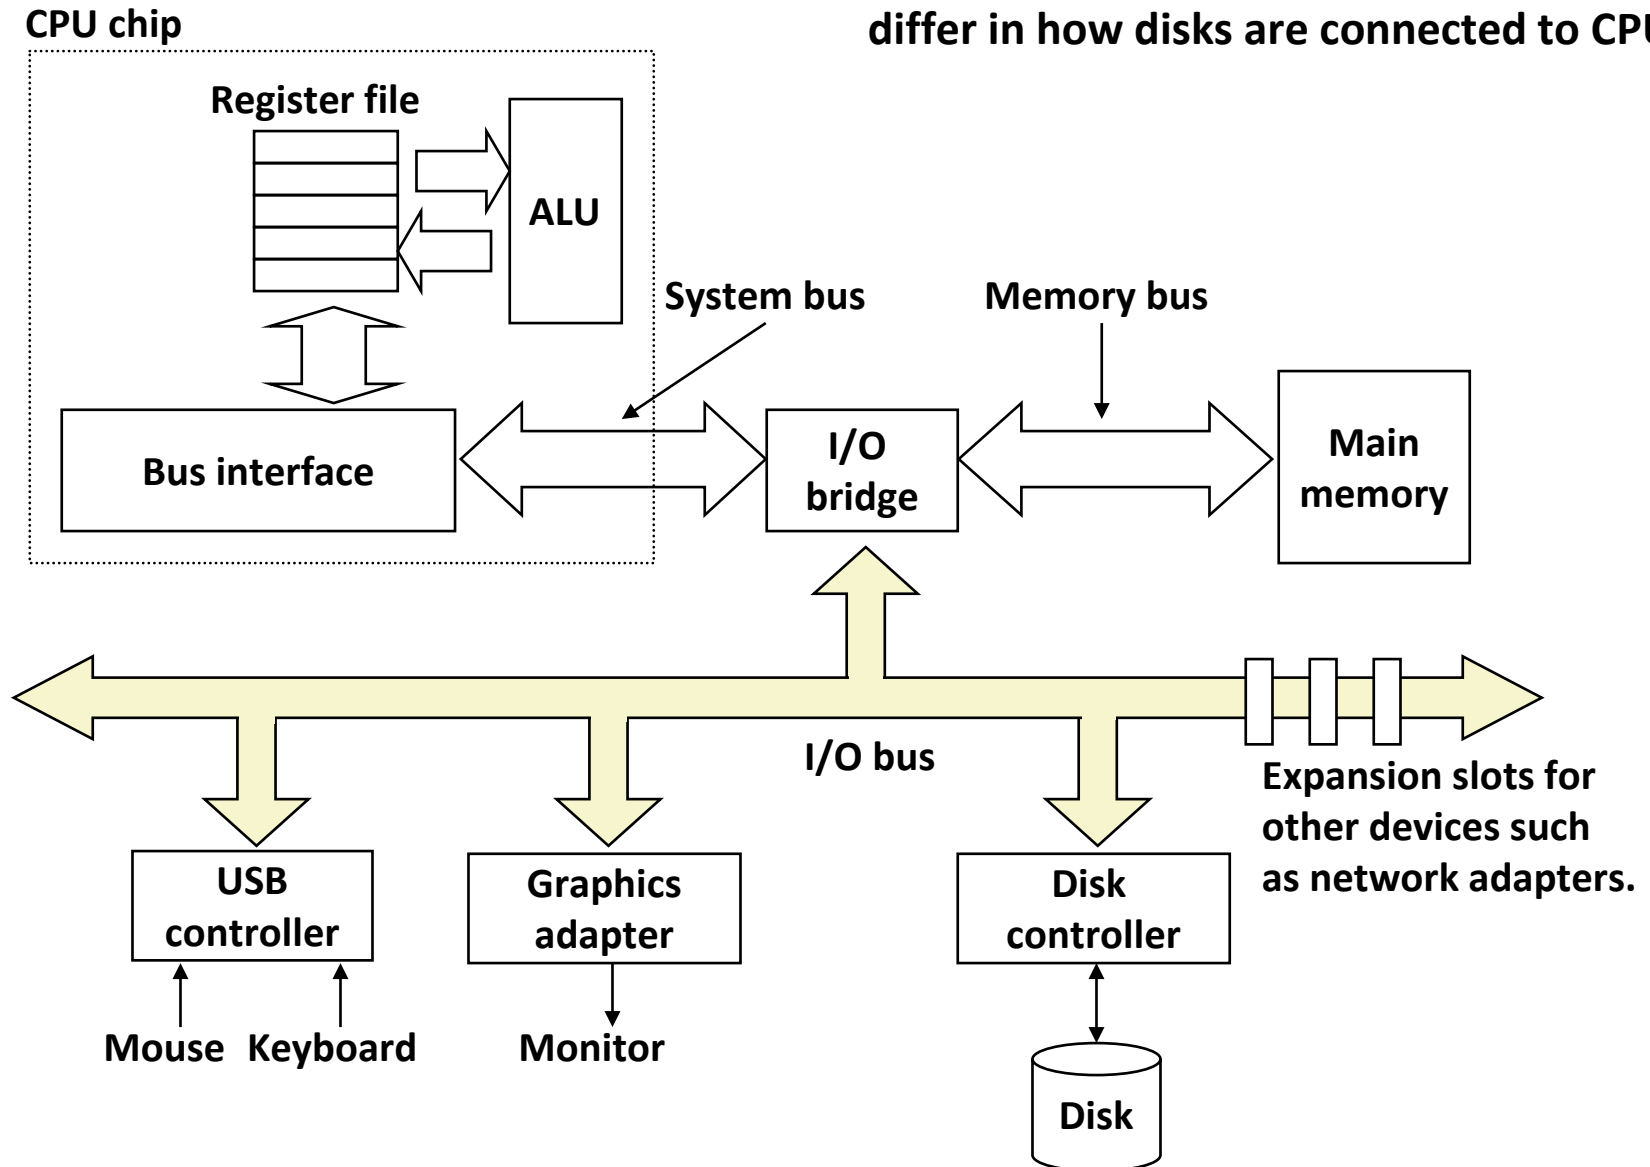 CPU chip
differ in how disks are connected to CPU
Register file
ALU
System bus
Memory bus
Bus interface
I/O
bridge
Main
memory
I/O bus
Expansion slots for
other devices such
as network adapters.
USB
controller
Graphics
adapter
Disk
controller
Mouse
Keyboard
Monitor
Disk